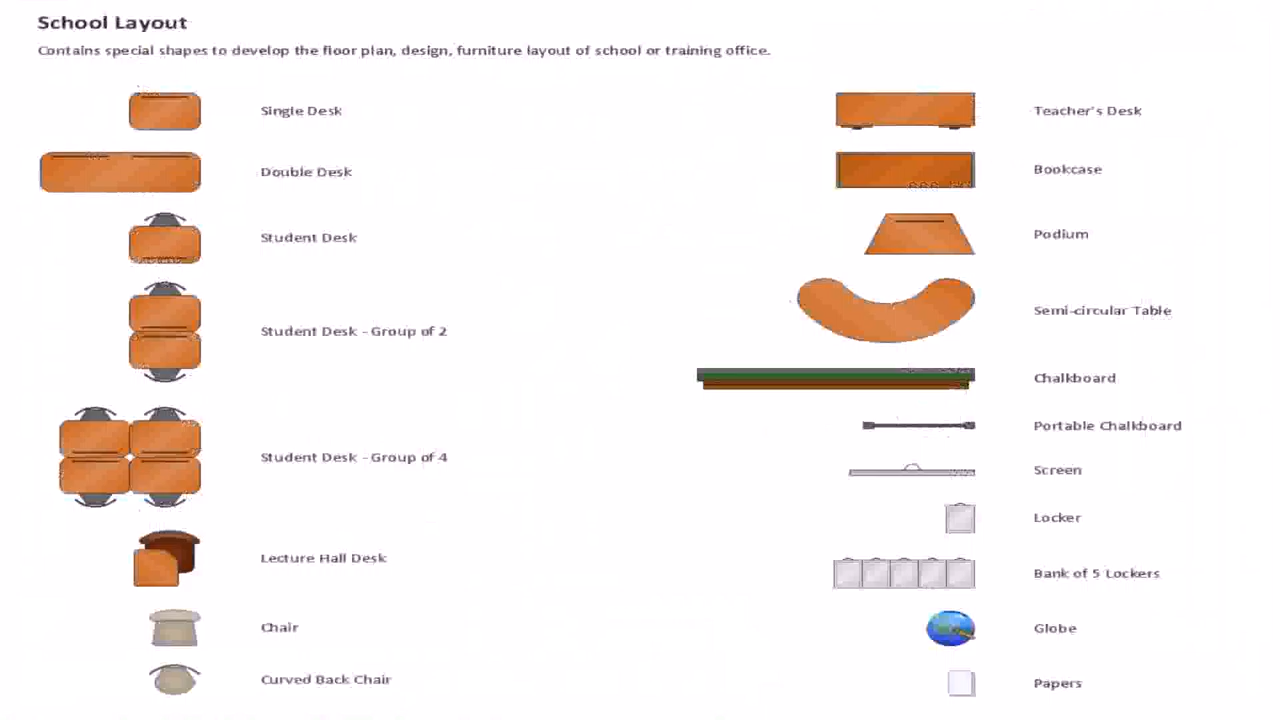 School Layout
Contains special shapes to develop the floor plan, design, furniture layout of school or training office.
Single Desk
Double Desk
Student Desk
Student Desk - Group of 2
Student Desk - Group of 4
Lecture Hall Desk
Chair
Curved Back Chair
Teacher's Desk
Bookcase
Podium
Semi-circular Table
Chalkboard
Portable Chalkboard
Screen
Locker
Bank of 5 Lockers
Globe
Papers